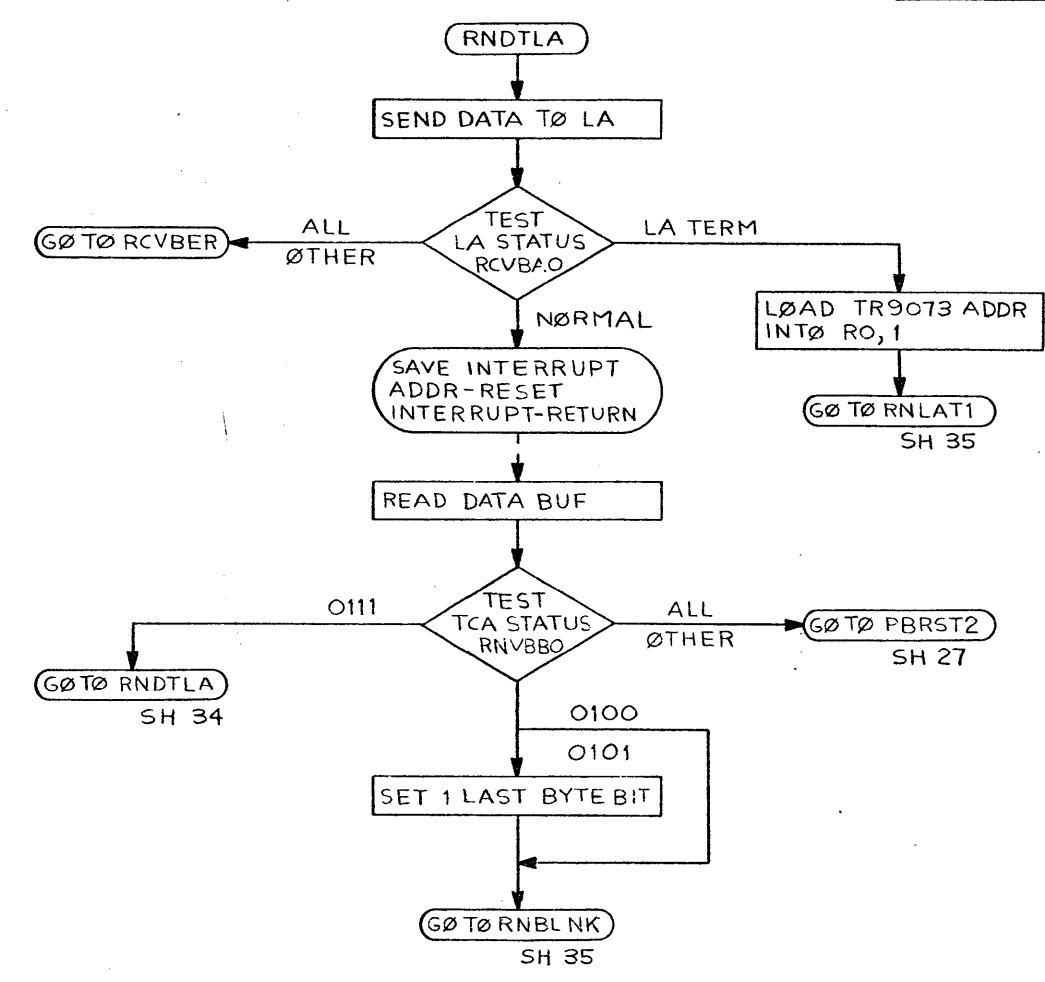 RNDTLA
SEND DATA TØ LA
TEST
LA STATUS
RCVBA0
ALL
ØTHER
GØ TØ RCVBER
LA TERM
LØAD TR9073 ADDR
INTØ R0, 1
GØ TØ RNLAT1
SH 35
NØRMAL
SAVE INTERRUPT
ADDR-RESET
INTERRUPT-RETURN
READ DATA BUF
TEST
TCA STATUS
RNVBB0
0111
GØ TØ RNDTLA
SH 34
ALL
ØTHER
GØ TØ PBRST2
SH 27
0100
0101
SET 1 LAST BYTE BIT
GØ TØ RNBLNK
SH 35